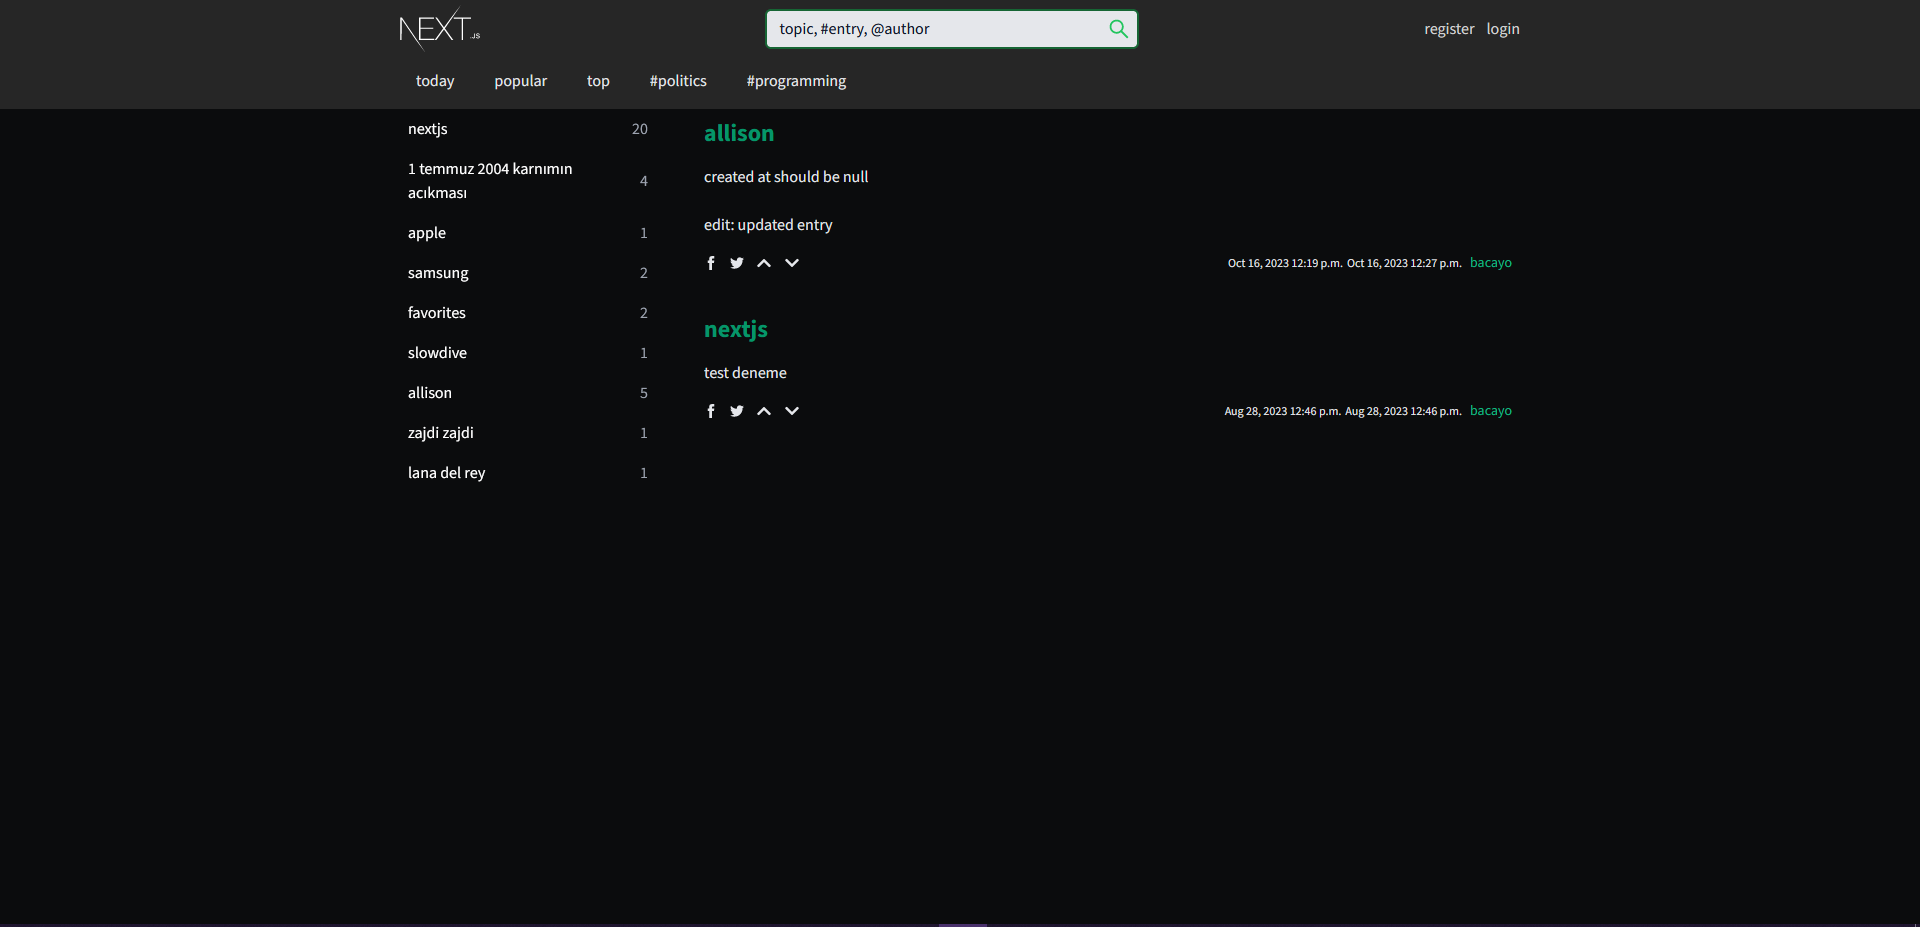 NEXT.JS
topic, #entry, @author
register login
today popular top #politics #programming
nextjs 20
1 temmuz 2004 karnımın
acıkması 4
apple 1
samsung 2
favorites 2
slowdive 1
allison 5
zajdi zajdi 1
lana del rey 1
allison
created at should be null
edit: updated entry
Oct 16, 2023 12:19 p.m. Oct 16, 2023 12:27 p.m. bacayo
nextjs
test deneme
Aug 28, 2023 12:46 p.m. Aug 28, 2023 12:46 p.m. bacayo